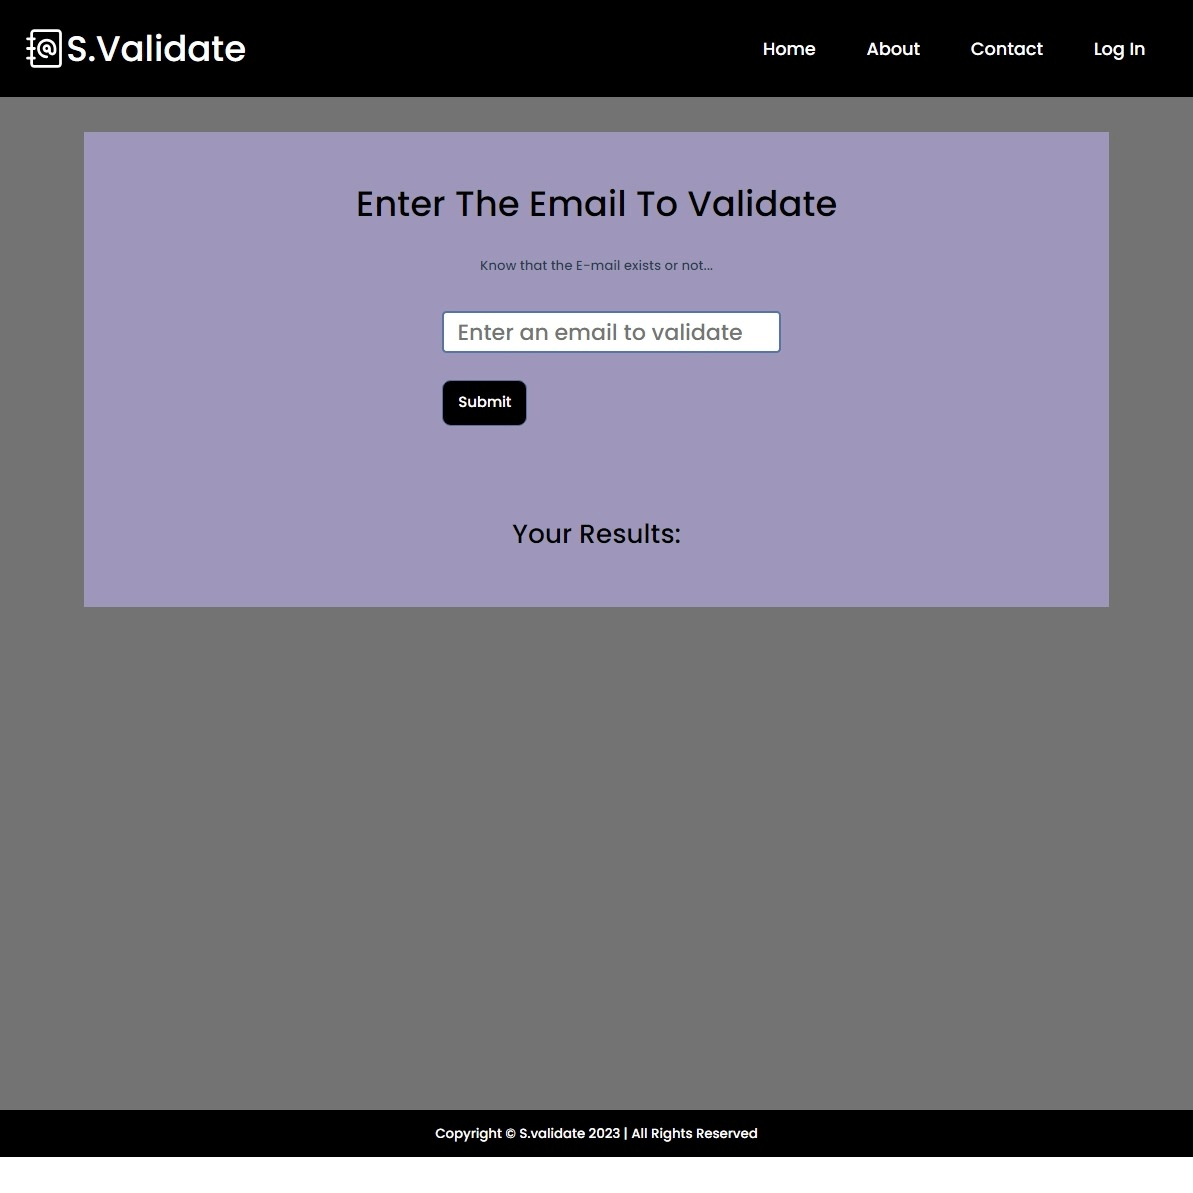 S.Validate
Home About Contact Log In
Enter The Email To Validate
Know that the E-mail exists or not...
Enter an email to validate
Submit
Your Results:
Copyright © S.validate 2023 | All Rights Reserved